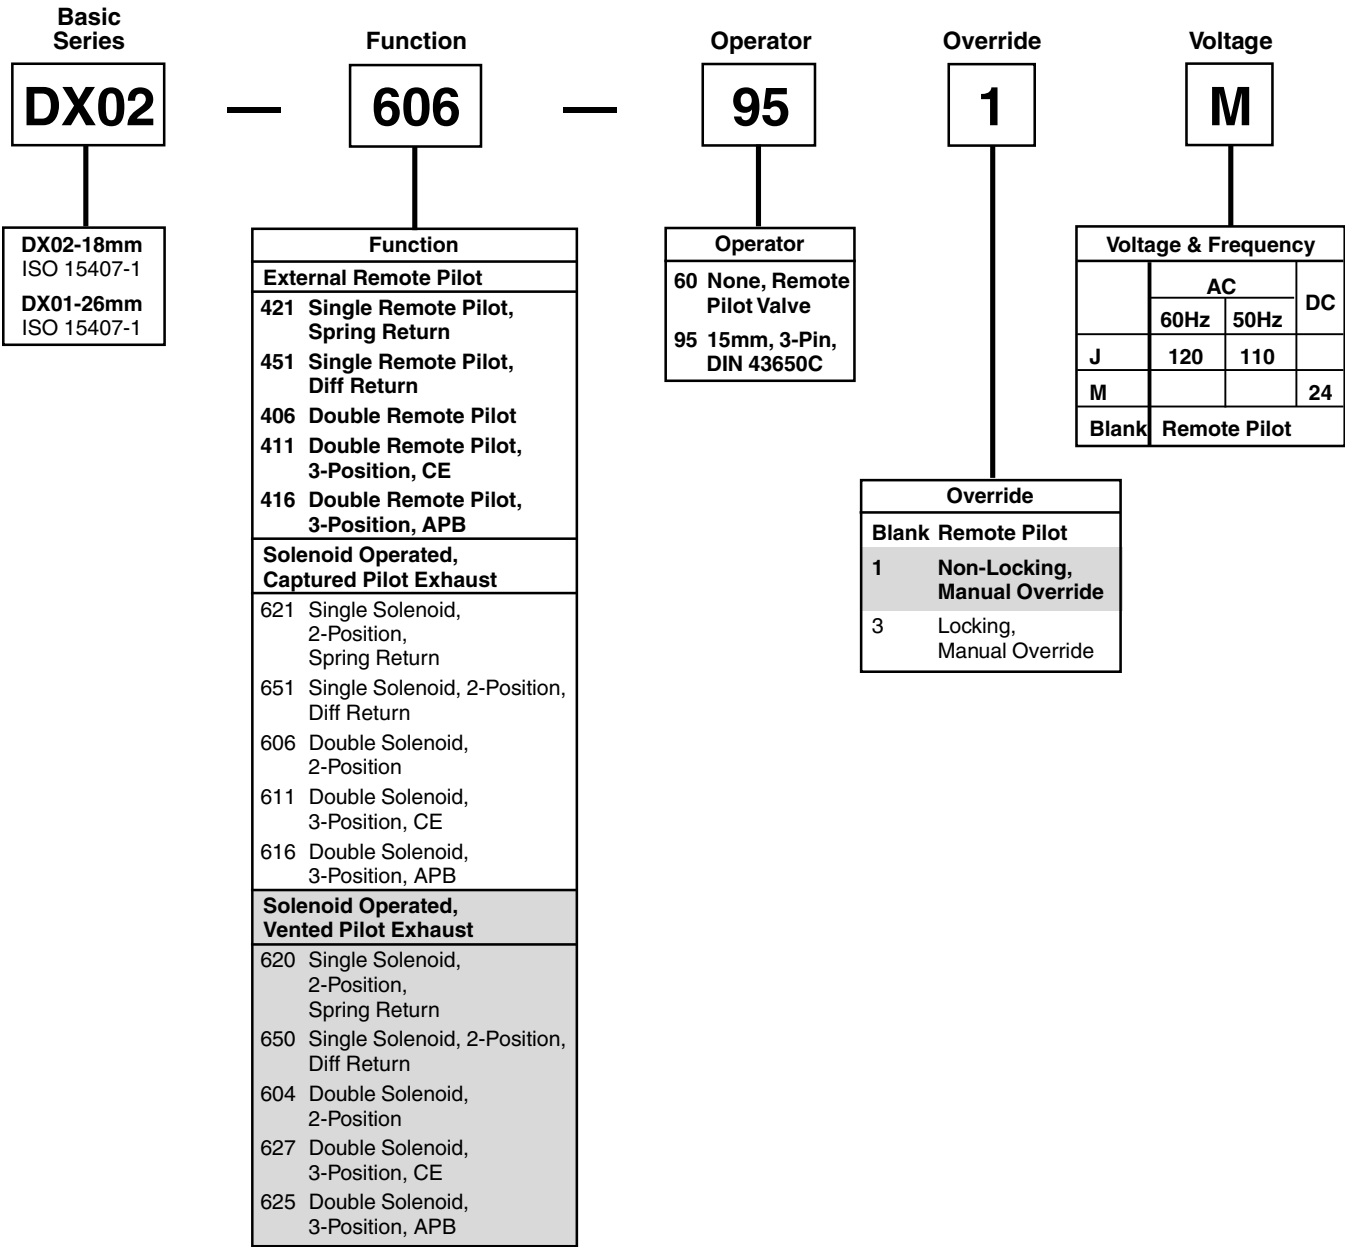 Basic
Series
Function
Operator
Override
Voltage
DX02 — 606 — 95 1 M
DX02-18mm
ISO 15407-1
DX01-26mm
ISO 15407-1
Function
External Remote Pilot
421 Single Remote Pilot,
Spring Return
451 Single Remote Pilot,
Diff Return
406 Double Remote Pilot
411 Double Remote Pilot,
3-Position, CE
416 Double Remote Pilot,
3-Position, APB
Solenoid Operated,
Captured Pilot Exhaust
621 Single Solenoid,
2-Position,
Spring Return
651 Single Solenoid, 2-Position,
Diff Return
606 Double Solenoid,
2-Position
611 Double Solenoid,
3-Position, CE
616 Double Solenoid,
3-Position, APB
Solenoid Operated,
Vented Pilot Exhaust
620 Single Solenoid,
2-Position,
Spring Return
650 Single Solenoid, 2-Position,
Diff Return
604 Double Solenoid,
2-Position
627 Double Solenoid,
3-Position, CE
625 Double Solenoid,
3-Position, APB
Operator
60 None, Remote
Pilot Valve
95 15mm, 3-Pin,
DIN 43650C
Override
Blank Remote Pilot
1 Non-Locking,
Manual Override
3 Locking,
Manual Override
Voltage & Frequency
AC DC
60Hz 50Hz
J 120 110
M 24
Blank Remote Pilot